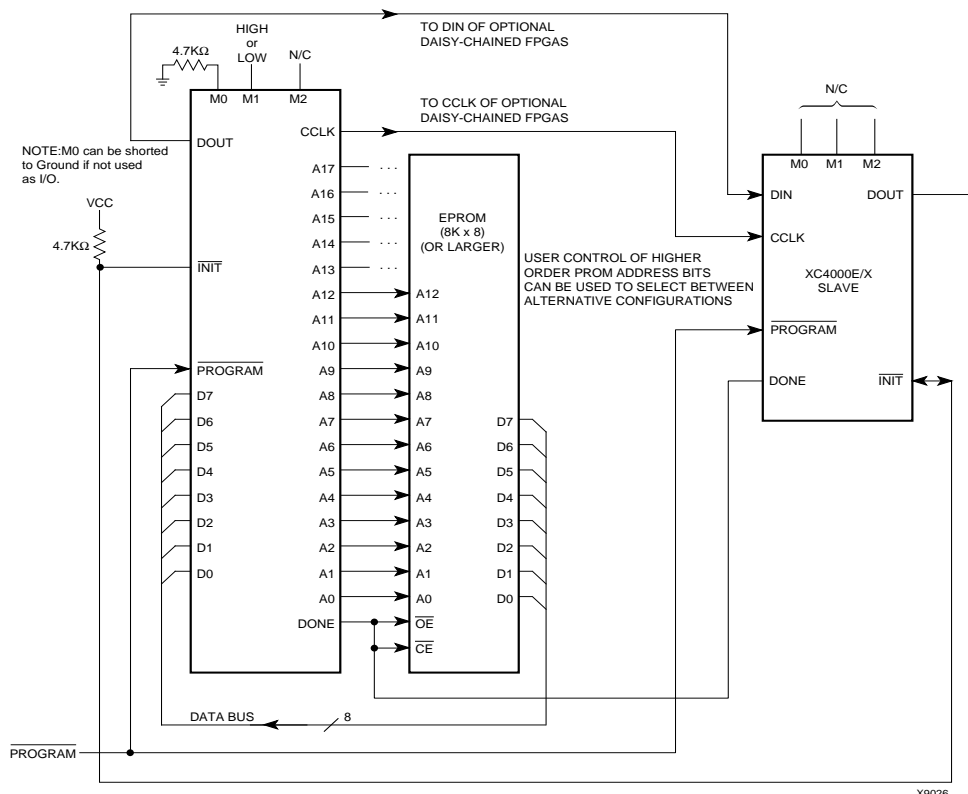 HIGH
or
LOW
4.7KΩ
N/C
M0 M1 M2
TO DIN OF OPTIONAL
DAISY-CHAINED FPGAS
TO CCLK OF OPTIONAL
DAISY-CHAINED FPGAS
NOTE:M0 can be shorted
to Ground if not used
as I/O.
VCC
4.7KΩ
DOUT
INIT
PROGRAM
D7
D6
D5
D4
D3
D2
D1
D0
CCLK
A17 ...
A16 ...
A15 ...
A14 ...
A13 ...
A12
A11
A10
A9
A8
A7
A6
A5
A4
A3
A2
A1
A0
DONE
EPROM
(8K x 8)
(OR LARGER)
A12
A11
A10
A9
A8
A7
A6
A5
A4
A3
A2
A1
A0
OE
CE
D7
D6
D5
D4
D3
D2
D1
D0
USER CONTROL OF HIGHER
ORDER PROM ADDRESS BITS
CAN BE USED TO SELECT BETWEEN
ALTERNATIVE CONFIGURATIONS
N/C
M0 M1 M2
DIN DOUT
CCLK
XC4000E/X
SLAVE
PROGRAM
DONE INIT
DATA BUS 8
PROGRAM
X9026